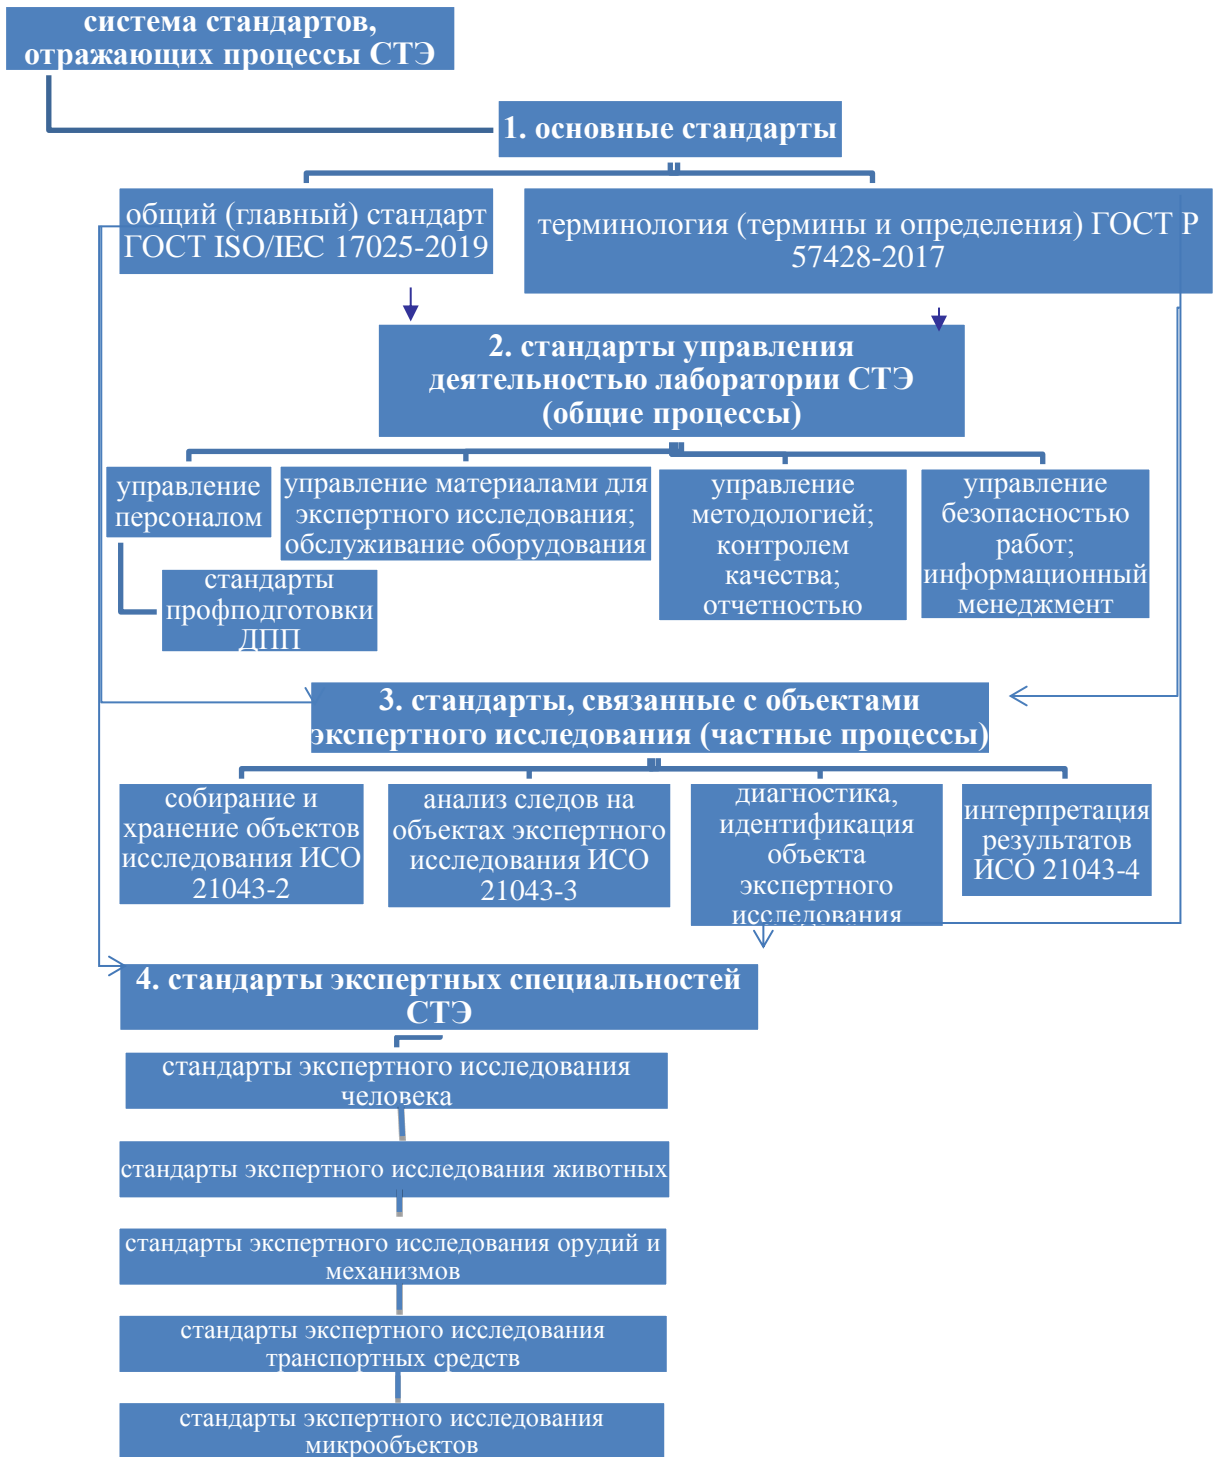 система стандартов,
отражающих процессы СТЭ
1. основные стандарты
общий (главный) стандарт
ГОСТ ISO/IEC 17025-2019
терминология (термины и определения) ГОСТ Р
57428-2017
2. стандарты управления
деятельностью лаборатории СТЭ
(общие процессы)
управление
персоналом
управление материалами для
экспертного исследования;
обслуживание оборудования
управление
методологией;
контролем
качества;
отчетностью
управление
безопасностью
работ;
информационный
менеджмент
стандарты
профподготовки
ДПП
3. стандарты, связанные с объектами
экспертного исследования (частные процессы)
собирание и
хранение объектов
исследования ИСО
21043-2
анализ следов на
объектах экспертного
исследования ИСО
21043-3
диагностика,
идентификация
объекта
экспертного
исследования
интерпретация
результатов
ИСО 21043-4
4. стандарты экспертных специальностей
СТЭ
стандарты экспертного исследования
человека
стандарты экспертного исследования животных
стандарты экспертного исследования орудий и
механизмов
стандарты экспертного исследования
транспортных средств
стандарты экспертного исследования
микрообъектов